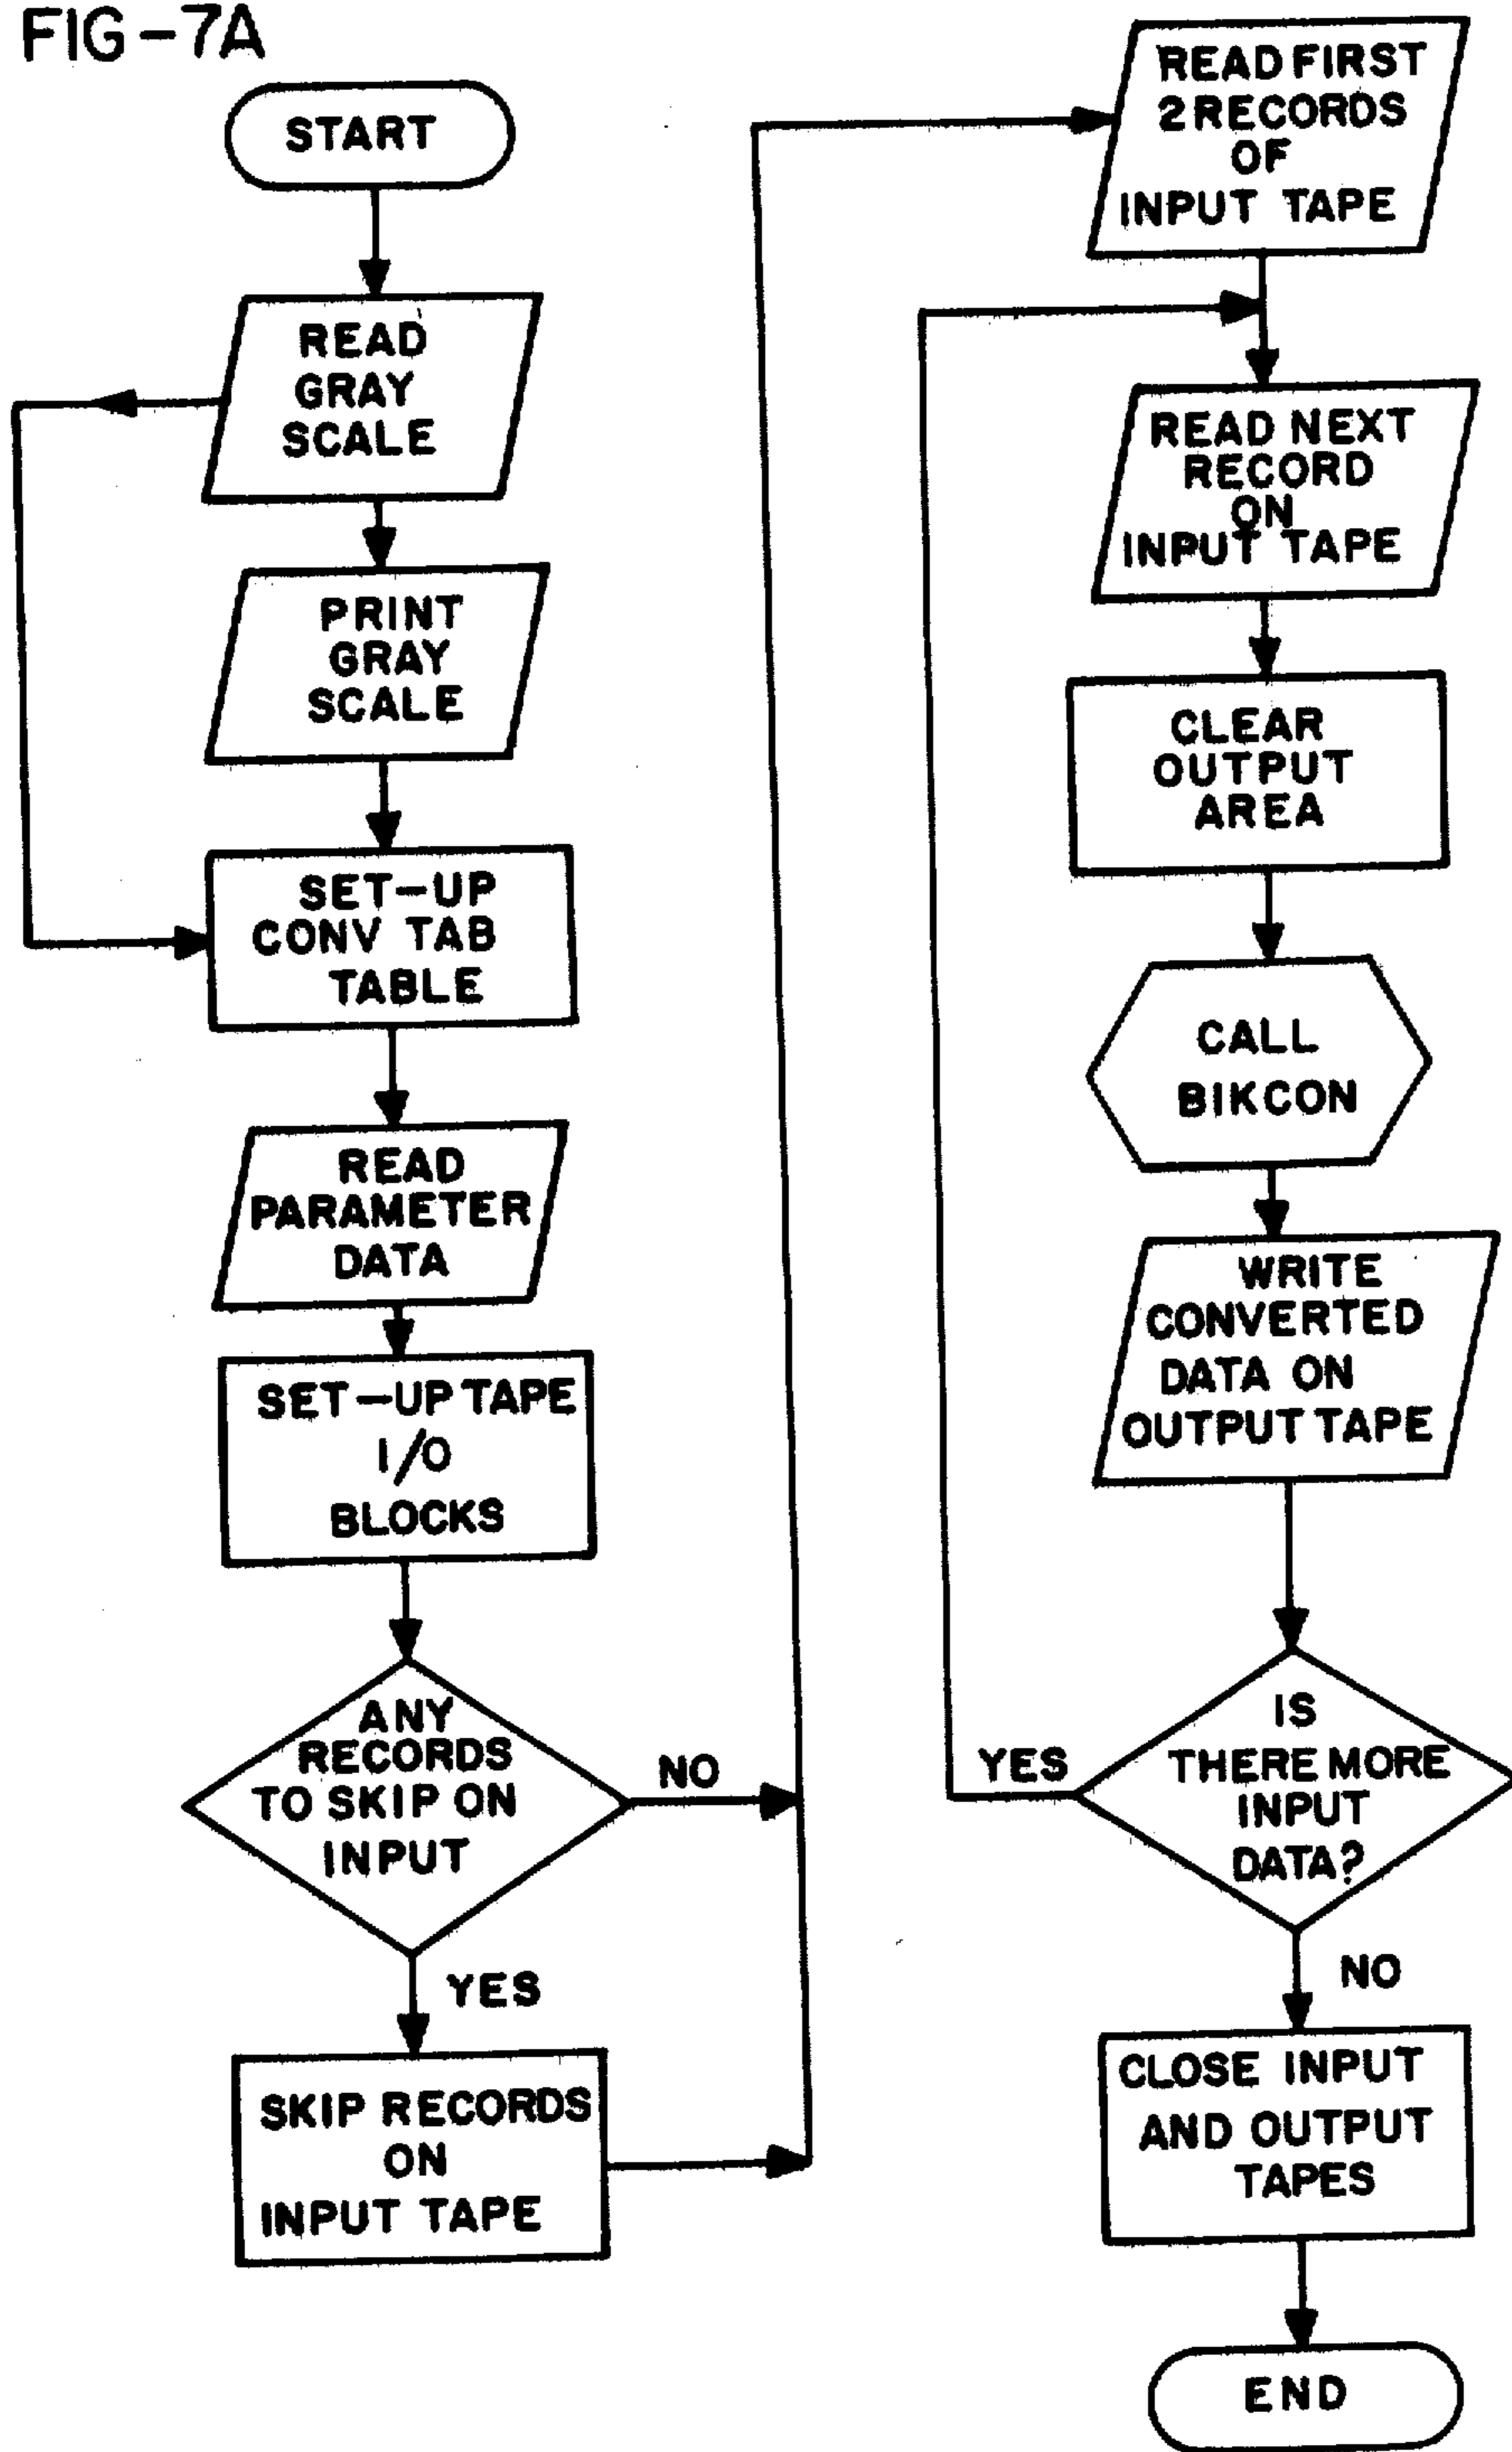 FIG-7A
START
READ
GRAY
SCALE
PRINT
GRAY
SCALE
SET-UP
CONV TAB
TABLE
READ
PARAMETER
DATA
SET-UP TAPE
I/O
BLOCKS
ANY
RECORDS
TO SKIP ON
INPUT
NO
YES
SKIP RECORDS
ON
INPUT TAPE
READ FIRST
2 RECORDS
OF
INPUT TAPE
READ NEXT
RECORD
ON
INPUT TAPE
CLEAR
OUTPUT
AREA
CALL
BIKCON
WRITE
CONVERTED
DATA ON
OUTPUT TAPE
IS
THERE MORE
INPUT
DATA?
YES
NO
CLOSE INPUT
AND OUTPUT
TAPES
END